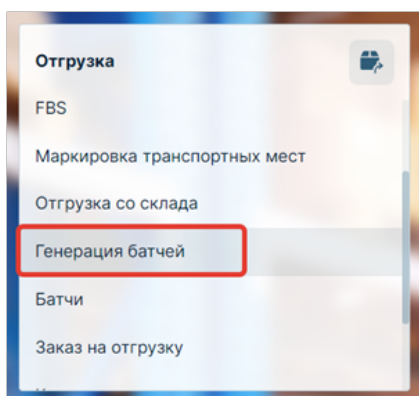 Отгрузка
FBS
Маркировка транспортных мест
Отгрузка со склада
Генерация батчей
Батчи
Заказ на отгрузку